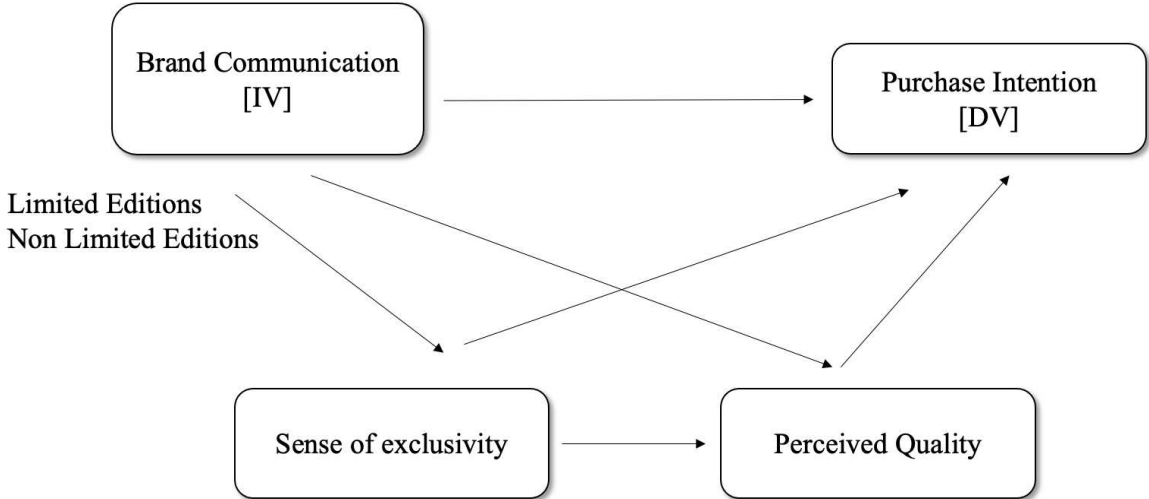 Brand Communication
[IV]
Purchase Intention
[DV]
Limited Editions
Non Limited Editions
Sense of exclusivity
Perceived Quality